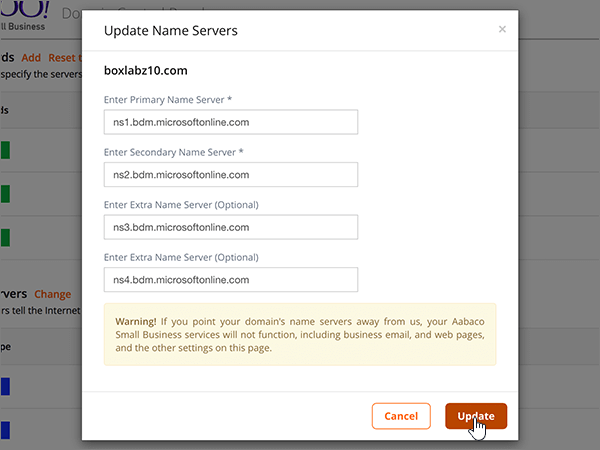 OO!
Small Business
Update Name Servers
×
boxlabz10.com
rds Add Reset t
specify the servers
ds
Enter Primary Name Server *
ns1.bdm.microsoftonline.com
Enter Secondary Name Server *
ns2.bdm.microsoftonline.com
Enter Extra Name Server (Optional)
ns3.bdm.microsoftonline.com
Enter Extra Name Server (Optional)
ns4.bdm.microsoftonline.com
rvers Change
rs tell the Internet
pe
Warning! If you point your domain's name servers away from us, your Aabaco
Small Business services will not function, including business email, and web pages,
and the other settings on this page.
Cancel
Update